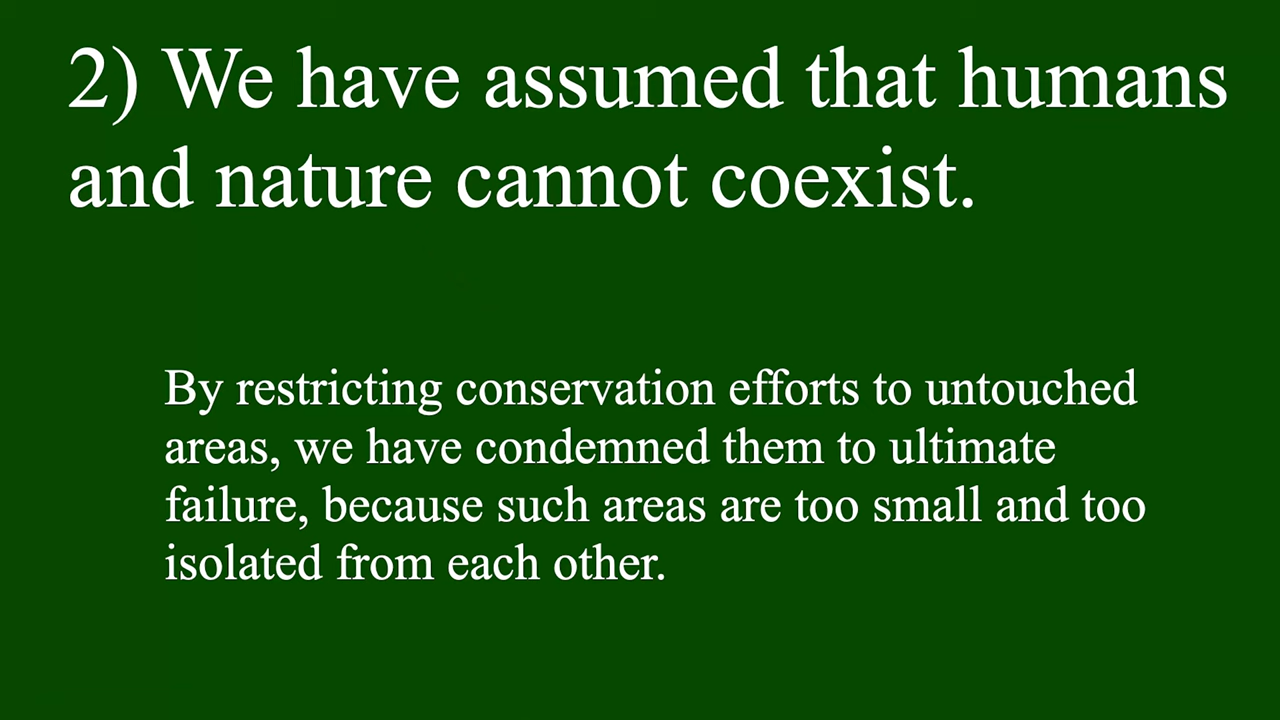 2) We have assumed that humans
and nature cannot coexist.
By restricting conservation efforts to untouched
areas, we have condemned them to ultimate
failure, because such areas are too small and too
isolated from each other.